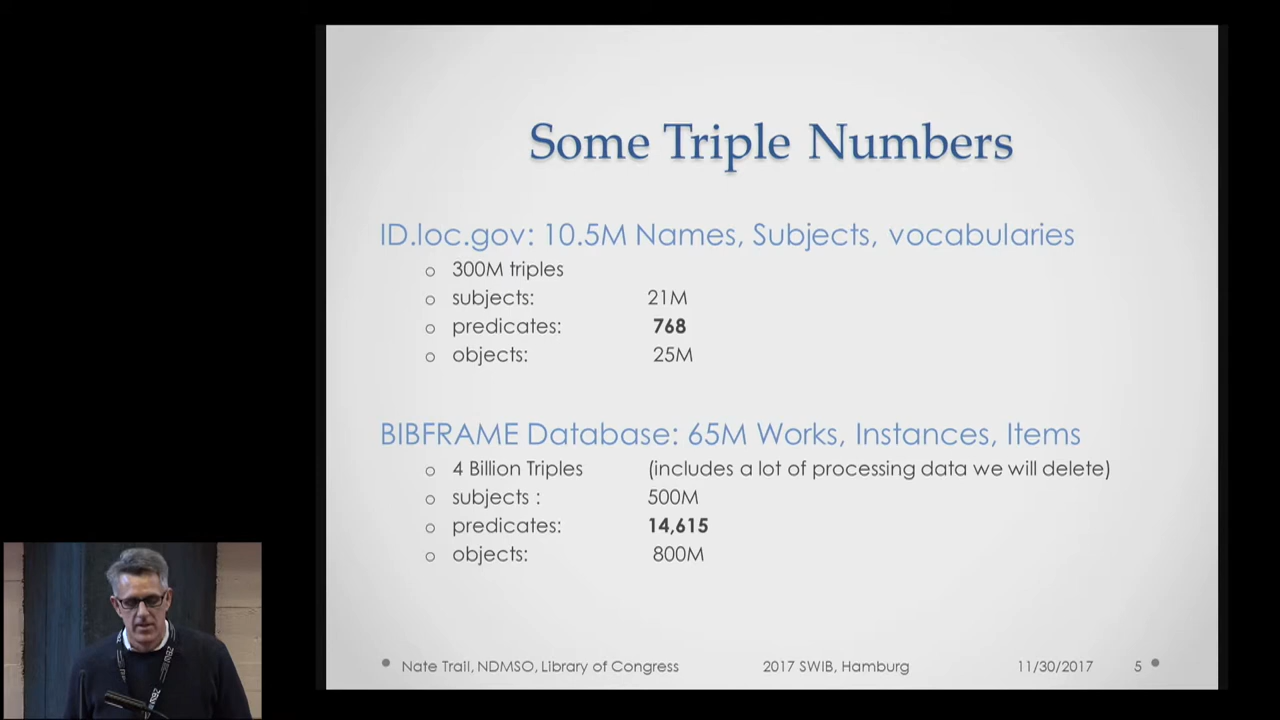 Some Triple Numbers
ID.loc.gov: 10.5M Names, Subjects, vocabularies
300M triples
subjects: 21M
predicates: 768
objects: 25M
BIBFRAME Database: 65M Works, Instances, Items
4 Billion Triples (includes a lot of processing data we will delete)
subjects : 500M
predicates: 14,615
objects: 800M
Nate Trail, NDMSO, Library of Congress 2017 SWIB, Hamburg 11/30/2017 5